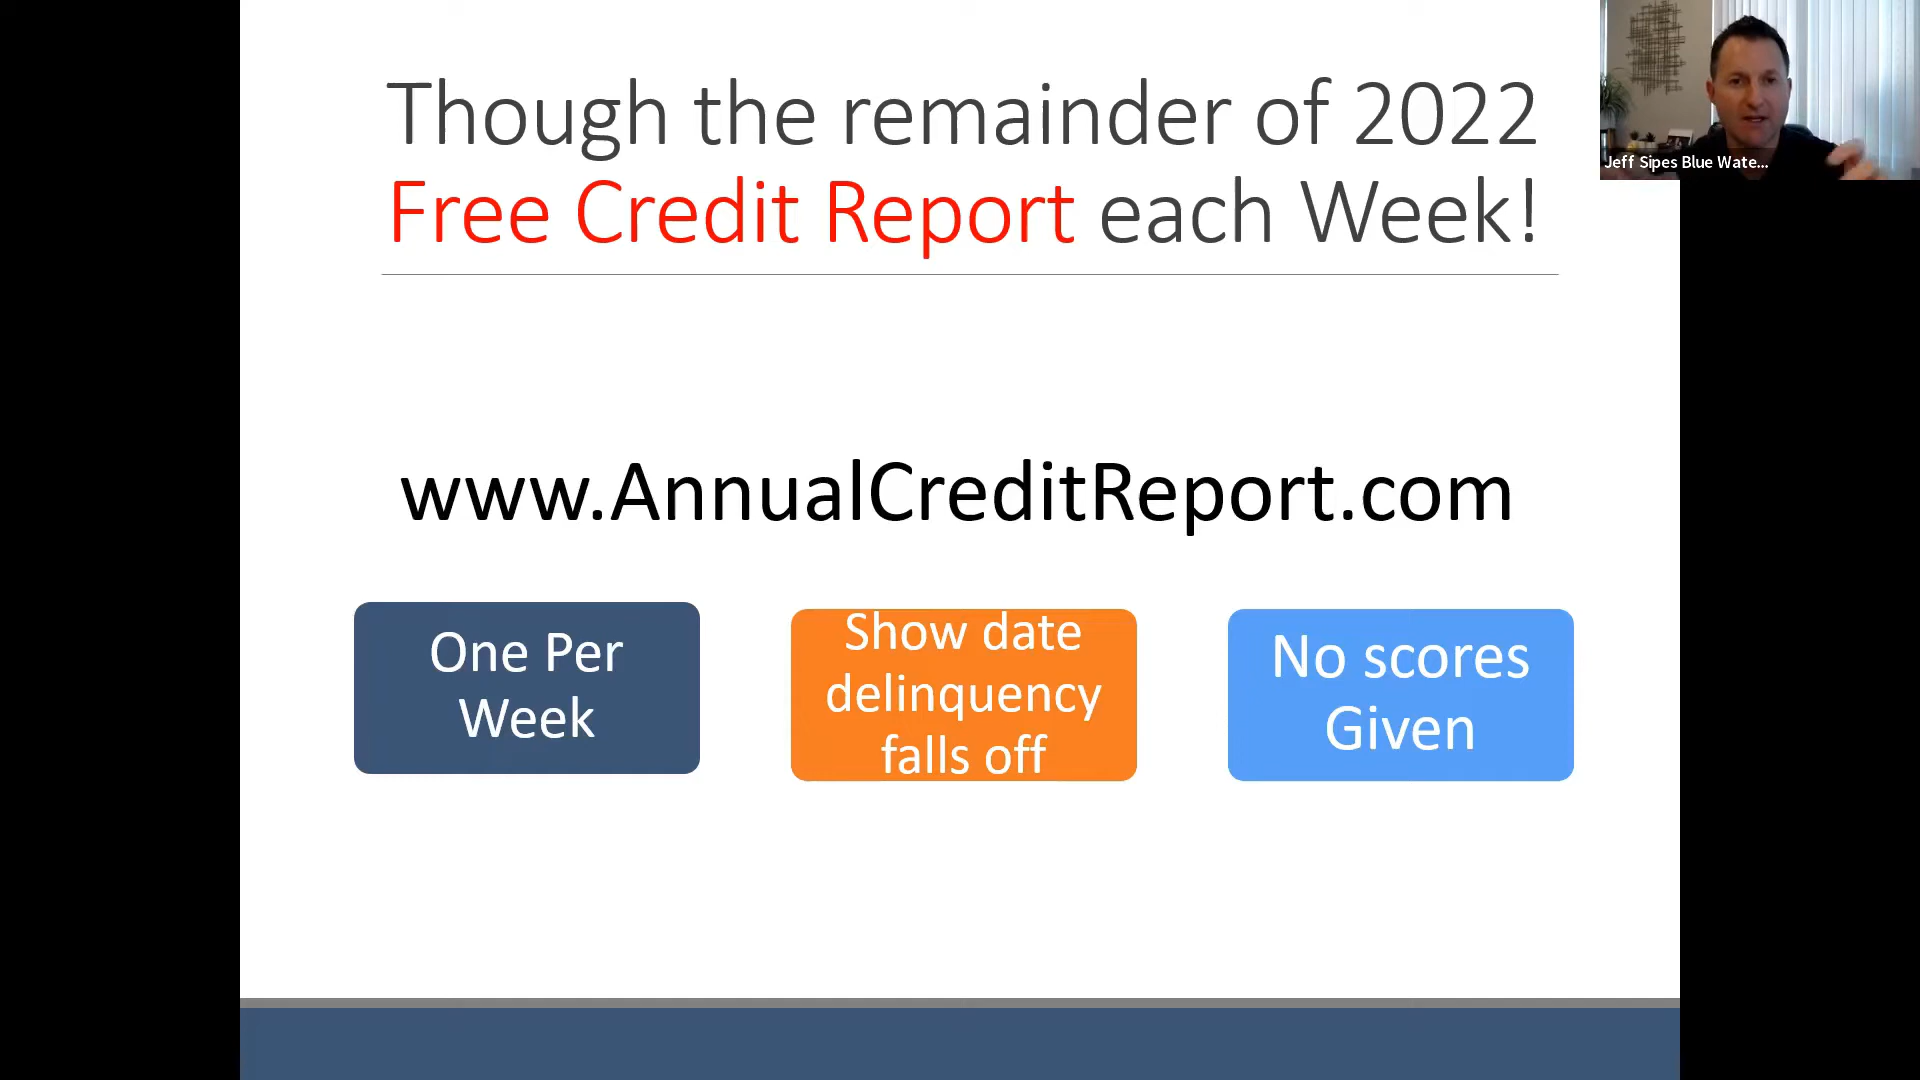 Though the remainder of 2022
Free Credit Report each Week!
Jeff Sipes Blue Wate...
www.AnnualCreditReport.com
One Per
Week
Show date
delinquency
falls off
No scores
Given